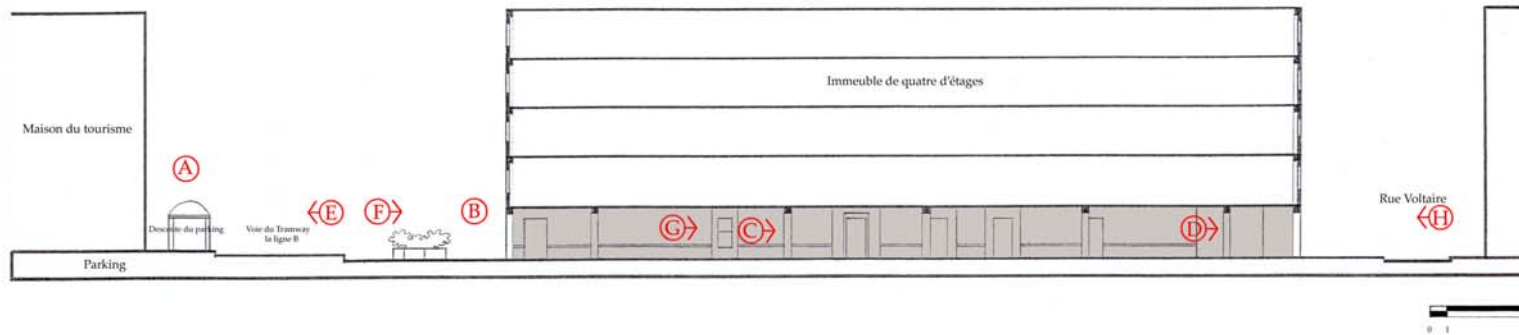 Immeuble de quatre d'étages
Maison du tourisme
A
Rue Voltaire
E
F
B
H
Descente du parking
Voie du Tramway
la ligne B
G
C
D
Parking
0 1